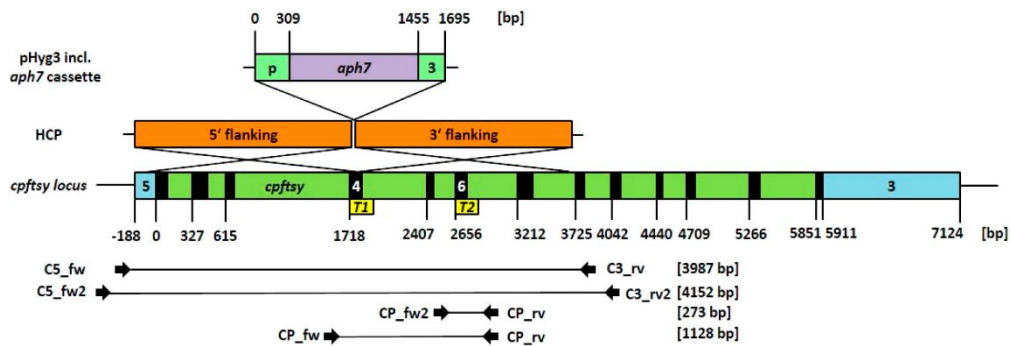 0 309 1455 1695 [bp]
pHyg3 incl.
aph7 cassette
p aph7 3
HCP
5‘ flanking 3‘ flanking
cpftsy locus
5 cpftsy 4 6 3
T1 T2
-188 0 327 615 1718 2407 2656 3212 3725 4042 4440 4709 5266 5851 5911 7124 [bp]
C5_fw C3_rv [3987 bp]
C5_fw2 C3_rv2 [4152 bp]
CP_fw2 CP_rv [273 bp]
CP_fw CP_rv [1128 bp]